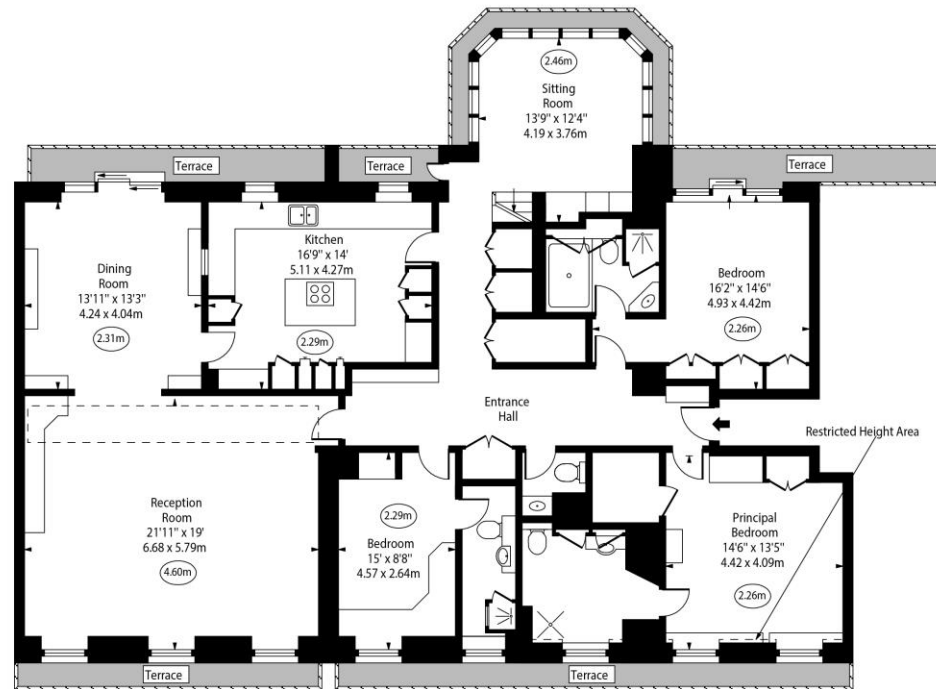 2.46m
Sitting
Room
13'9" x 12'4"
4.19 x 3.76m
Terrace
Terrace
Terrace
Dining
Room
13'11" x 13'3"
4.24 x 4.04m
2.31m
Kitchen
16'9" x 14'
5.11 x 4.27m
2.29m
Bedroom
16'2" x 14'6"
4.93 x 4.42m
2.26m
Entrance
Hall
Restricted Height Area
Reception
Room
21'11" x 19'
6.68 x 5.79m
4.60m
2.29m
Bedroom
15' x 8'8"
4.57 x 2.64m
Principal
Bedroom
14'6" x 13'5"
4.42 x 4.09m
2.26m
Terrace
Terrace